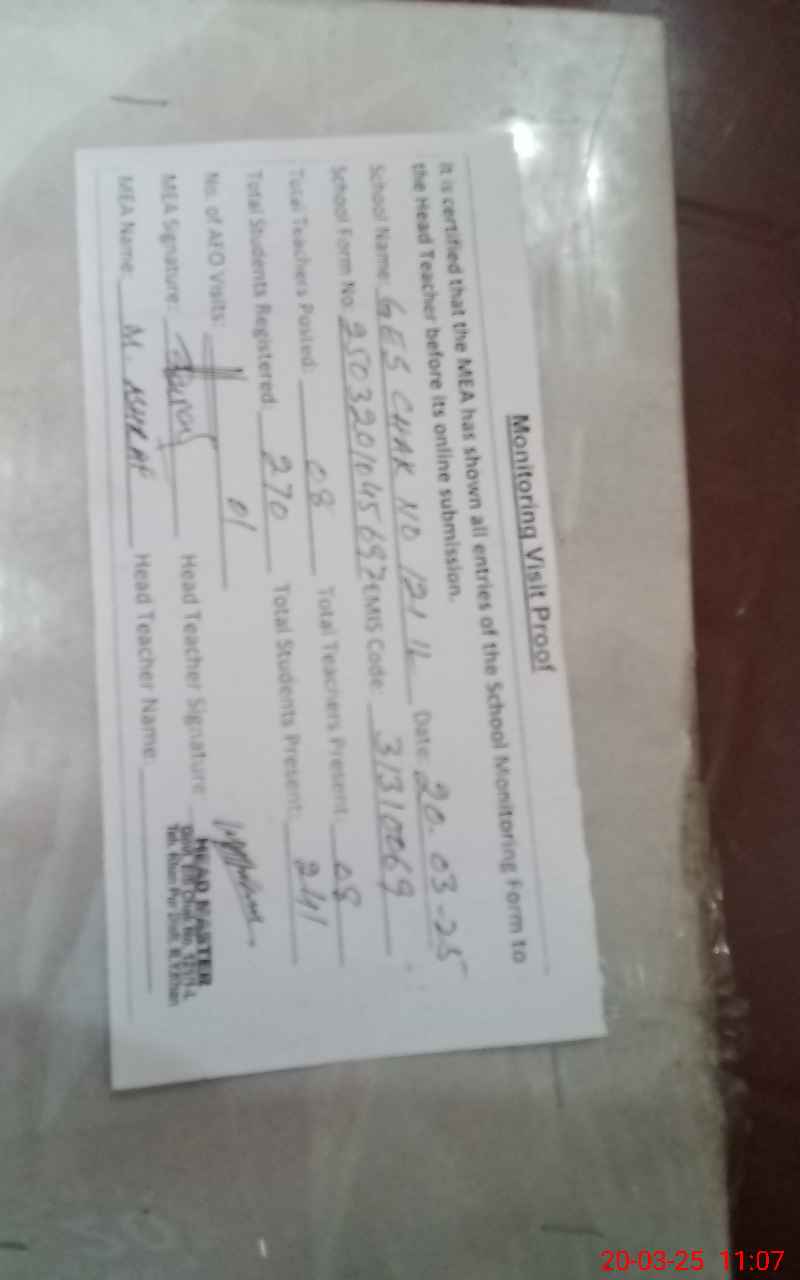 Monitoring Visit Proof
It is certified that the MEA has shown all entries of the School Monitoring Form to
the Head Teacher before its online submission.
School Name: GES CHAK NO 121 1L Date: 20.03-25
School Form No: EMIS Code: 31310069
Total Teachers Posted: 08 Total Teachers Present: 08
Total Students Registered: 270 Total Students Present: 241
No. of AEO Visits: 01
MEA Signature: Head Teacher Signature:
MEA Name: M. Head Teacher Name:
HEAD MASTER
20-03-25 11:07